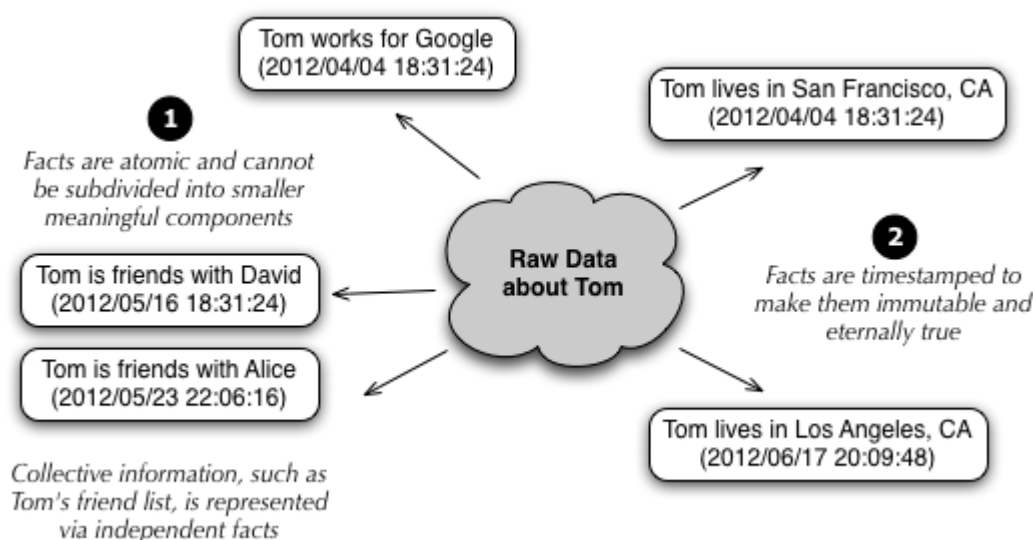 Tom works for Google
(2012/04/04 18:31:24)
Tom lives in San Francisco, CA
(2012/04/04 18:31:24)
1
Facts are atomic and cannot
be subdivided into smaller
meaningful components
Raw Data
about Tom
2
Facts are timestamped to
make them immutable and
eternally true
Tom is friends with David
(2012/05/16 18:31:24)
Tom is friends with Alice
(2012/05/23 22:06:16)
Tom lives in Los Angeles, CA
(2012/06/17 20:09:48)
Collective information, such as
Tom's friend list, is represented
via independent facts